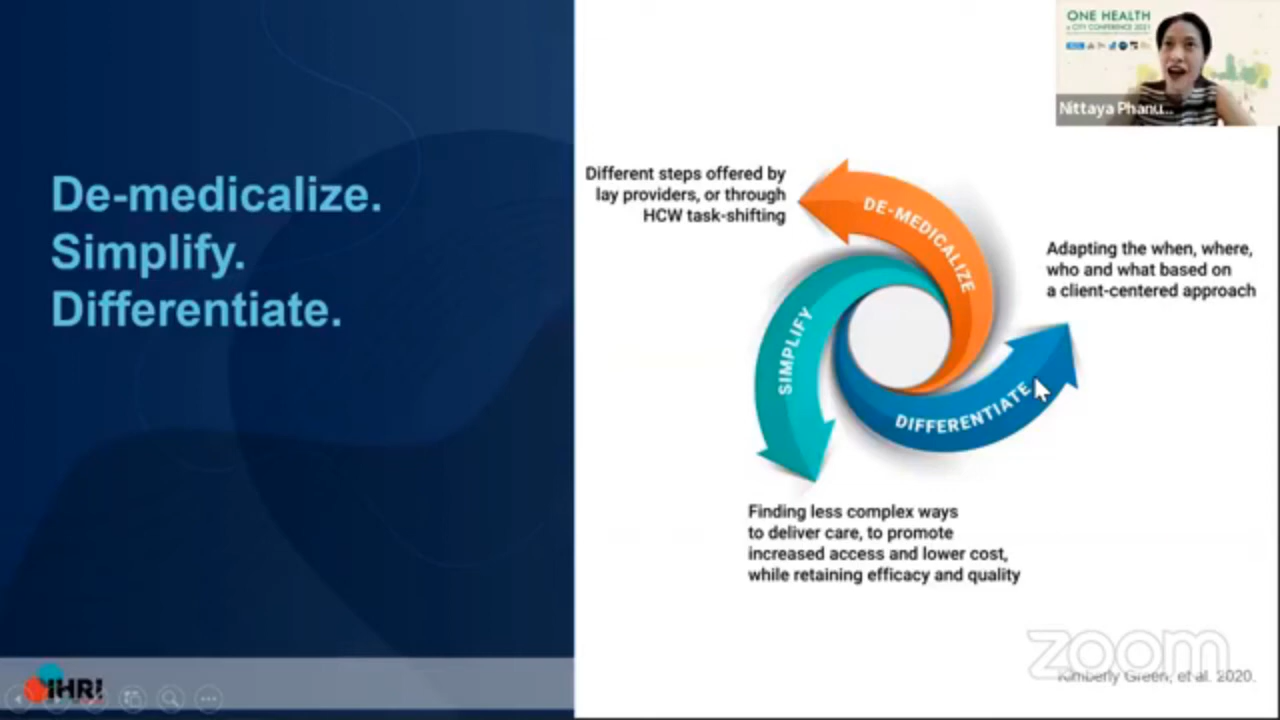 De-medicalize.
Simplify.
Differentiate.
ONE HEALTH
CITY CONFERENCE 2021
Nittaya Phanu...
Different steps offered by
lay providers, or through
HCW task-shifting
DE-MEDICALIZE
Adapting the when, where,
who and what based on
a client-centered approach
SIMPLIFY
DIFFERENTIATE
Finding less complex ways
to deliver care, to promote
increased access and lower cost,
while retaining efficacy and quality
zoom
Kimberly Green, et al. 2020.
IHRI